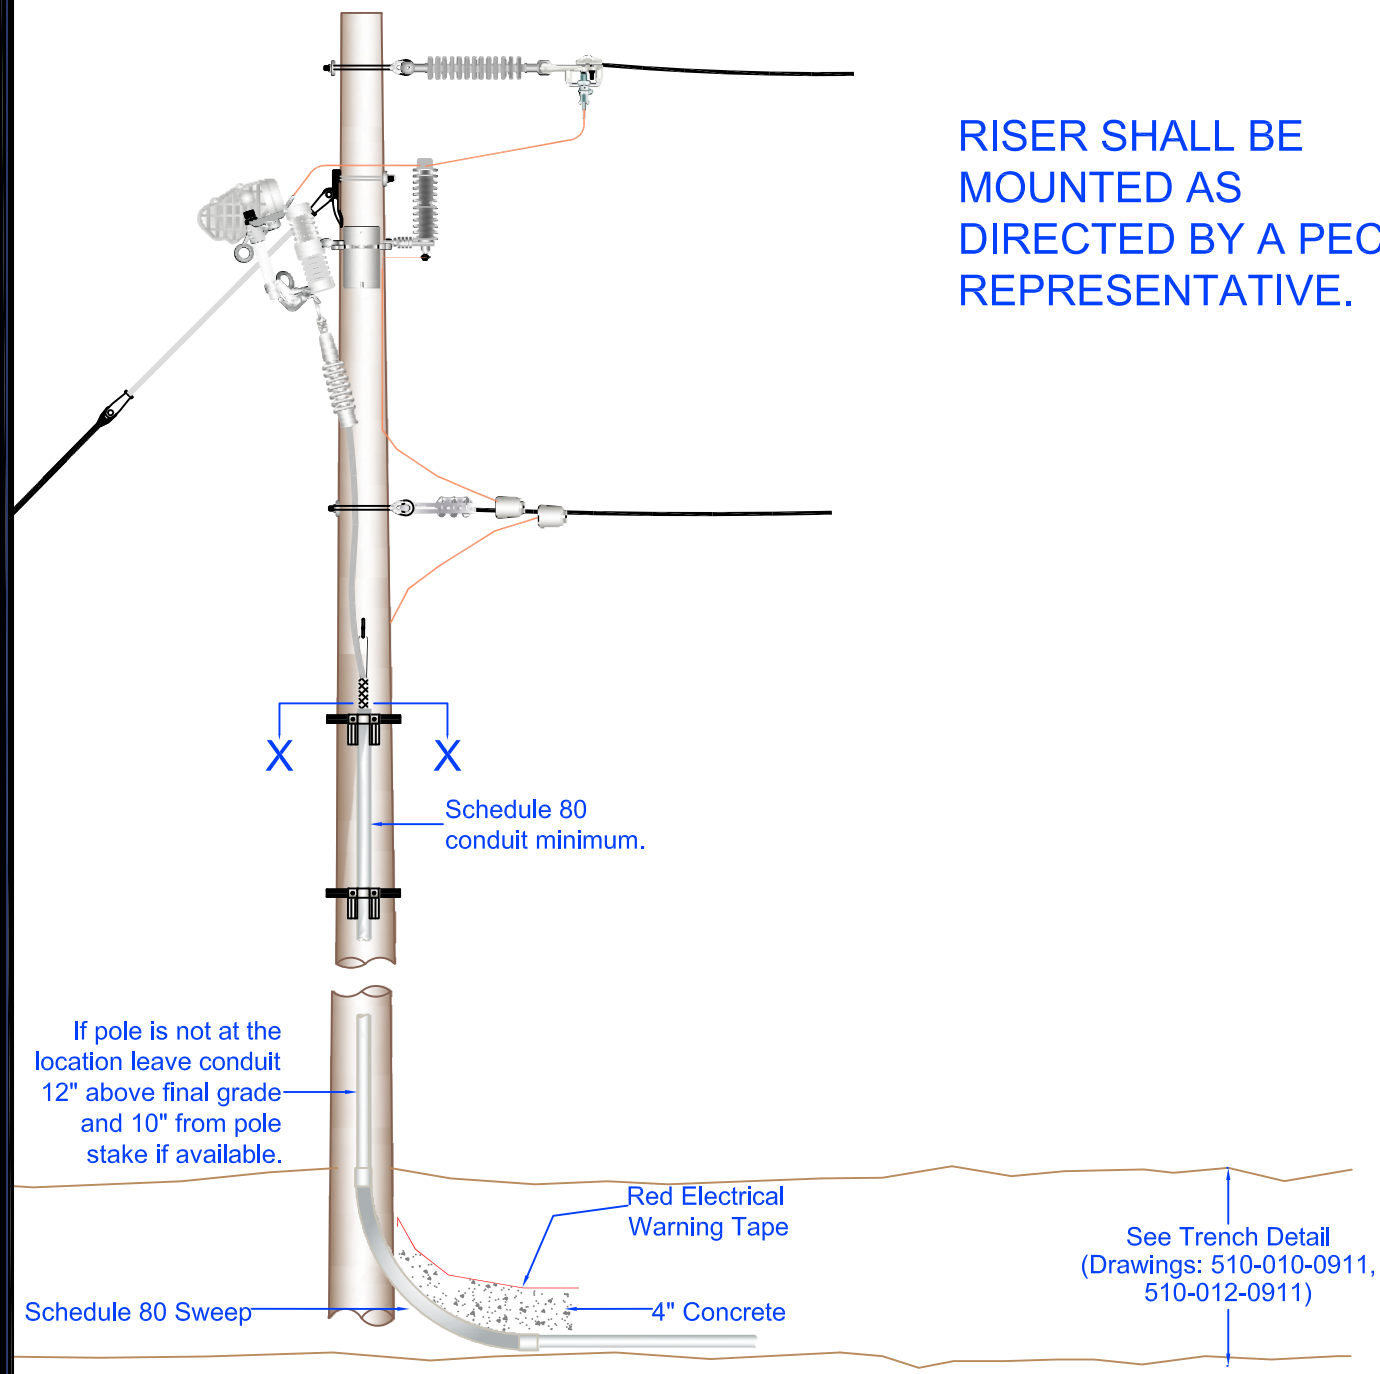 RISER SHALL BE
MOUNTED AS
DIRECTED BY A PEC
REPRESENTATIVE.
X X
Schedule 80
conduit minimum.
If pole is not at the
location leave conduit
12" above final grade
and 10" from pole
stake if available.
Red Electrical
Warning Tape
See Trench Detail
(Drawings: 510-010-0911,
510-012-0911)
Schedule 80 Sweep
4" Concrete